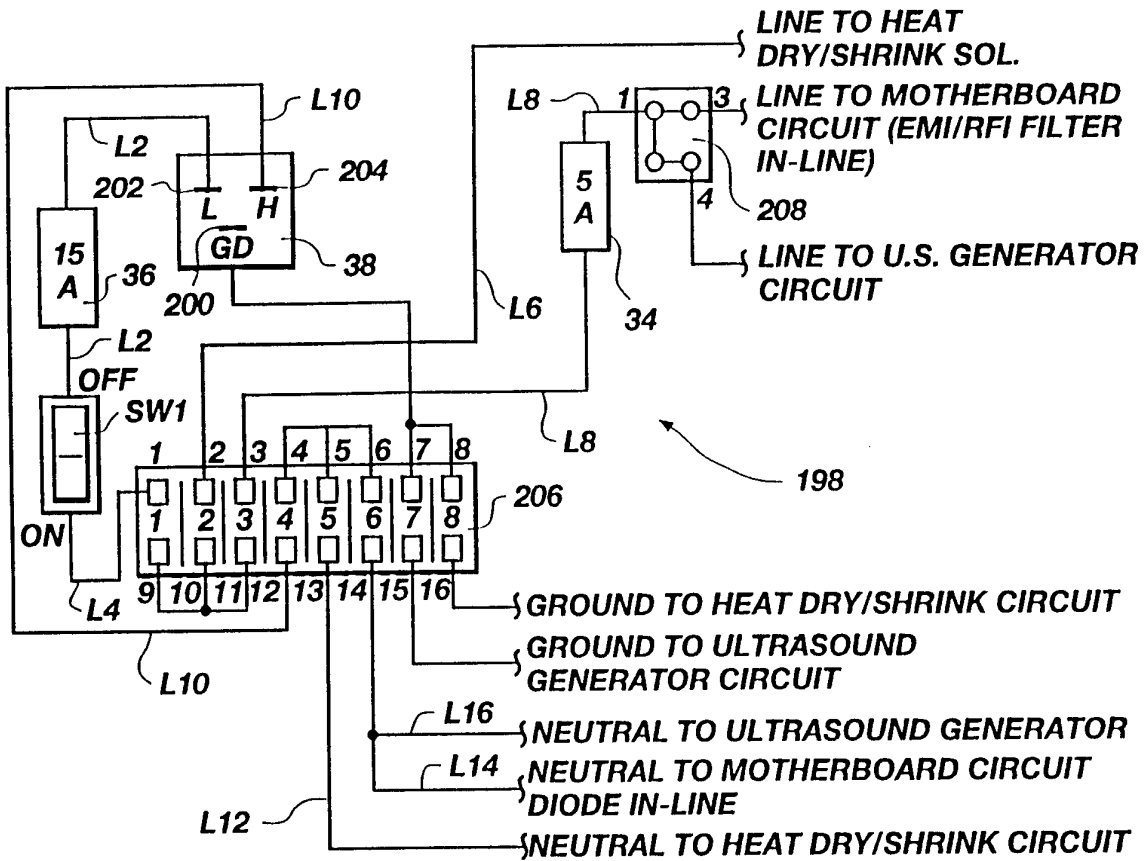 LINE TO HEAT
DRY/SHRINK SOL.
L10
L8 1 3 LINE TO MOTHERBOARD
CIRCUIT (EMI/RFI FILTER
IN-LINE)
L2
202 L H 204
5
A
4 208
15
A 36
GD
200 38
LINE TO U.S. GENERATOR
CIRCUIT
L6
34
L2
OFF
SW1
L8
1 2 3 4 5 6 7 8
198
206
1 2 3 4 5 6 7 8
ON
L4
9 10 11 12 13 14 15 16
GROUND TO HEAT DRY/SHRINK CIRCUIT
GROUND TO ULTRASOUND
GENERATOR CIRCUIT
L10
L16 NEUTRAL TO ULTRASOUND GENERATOR
L14 NEUTRAL TO MOTHERBOARD CIRCUIT
DIODE IN-LINE
L12
NEUTRAL TO HEAT DRY/SHRINK CIRCUIT